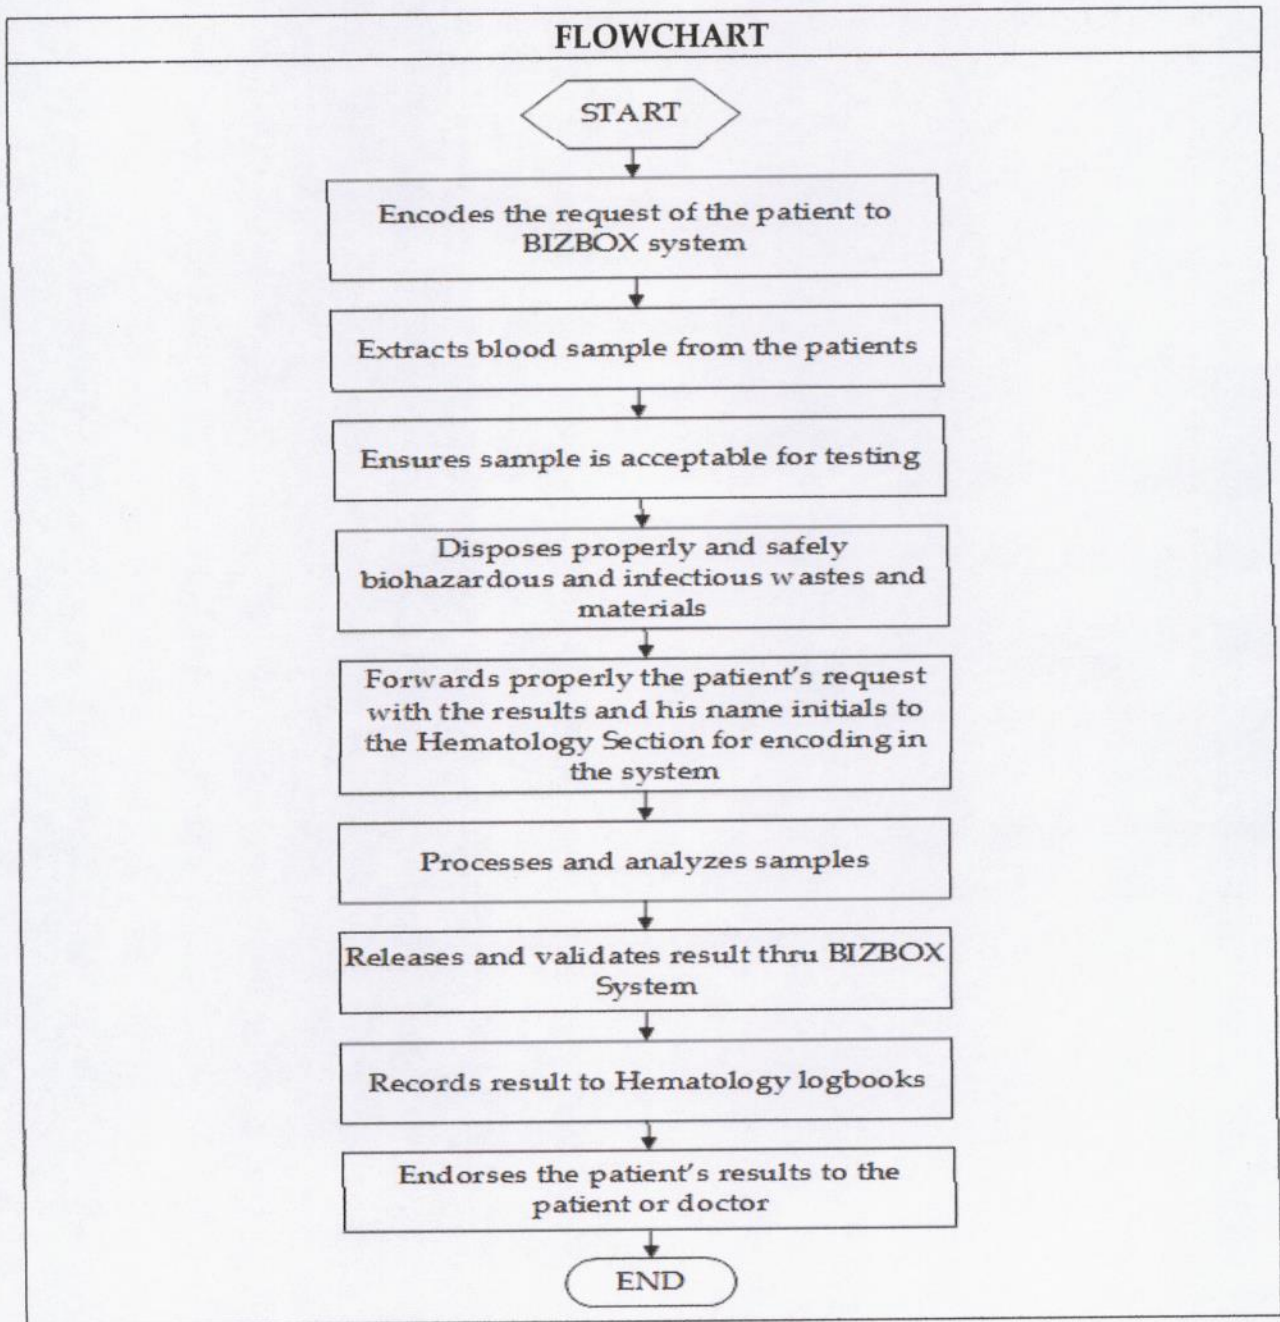 FLOWCHART
START
Encodes the request of the patient to
BIZBOX system
Extracts blood sample from the patients
Ensures sample is acceptable for testing
Disposes properly and safely
biohazardous and infectious wastes and
materials
Forwards properly the patient's request
with the results and his name initials to
the Hematology Section for encoding in
the system
Processes and analyzes samples
Releases and validates result thru BIZBOX
System
Records result to Hematology logbooks
Endorses the patient's results to the
patient or doctor
END